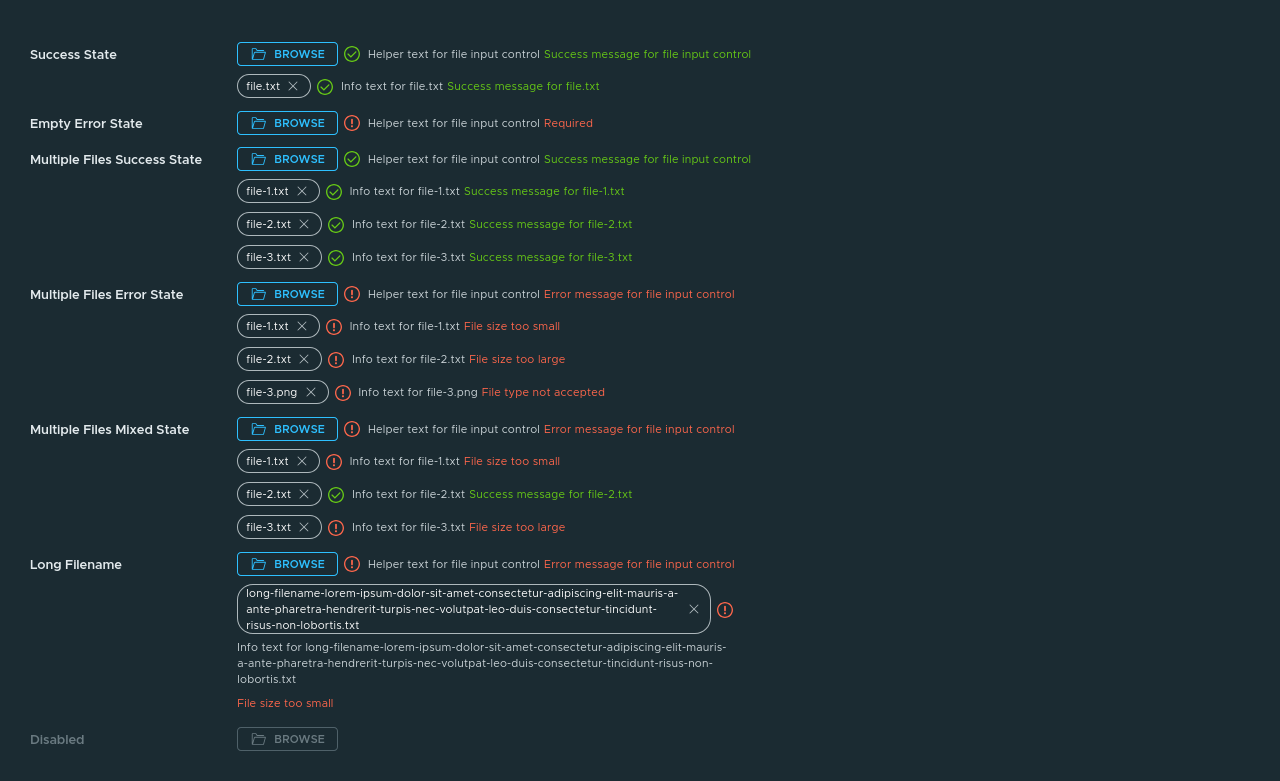 Success State BROWSE Helper text for file input control Success message for file input control
file.txt Info text for file.txt Success message for file.txt
Empty Error State BROWSE Helper text for file input control Required
Multiple Files Success State BROWSE Helper text for file input control Success message for file input control
file-1.txt Info text for file-1.txt Success message for file-1.txt
file-2.txt Info text for file-2.txt Success message for file-2.txt
file-3.txt Info text for file-3.txt Success message for file-3.txt
Multiple Files Error State BROWSE Helper text for file input control Error message for file input control
file-1.txt Info text for file-1.txt File size too small
file-2.txt Info text for file-2.txt File size too large
file-3.png Info text for file-3.png File type not accepted
Multiple Files Mixed State BROWSE Helper text for file input control Error message for file input control
file-1.txt Info text for file-1.txt File size too small
file-2.txt Info text for file-2.txt Success message for file-2.txt
file-3.txt Info text for file-3.txt File size too large
Long Filename BROWSE Helper text for file input control Error message for file input control
long-filename-lorem-ipsum-dolor-sit-amet-consectetur-adipiscing-elit-mauris-a-
ante-pharetra-hendrerit-turpis-nec-volutpat-leo-duis-consectetur-tincidunt-
risus-non-lobortis.txt
Info text for long-filename-lorem-ipsum-dolor-sit-amet-consectetur-adipiscing-elit-mauris-
a-ante-pharetra-hendrerit-turpis-nec-volutpat-leo-duis-consectetur-tincidunt-risus-non-
lobortis.txt
File size too small
Disabled BROWSE